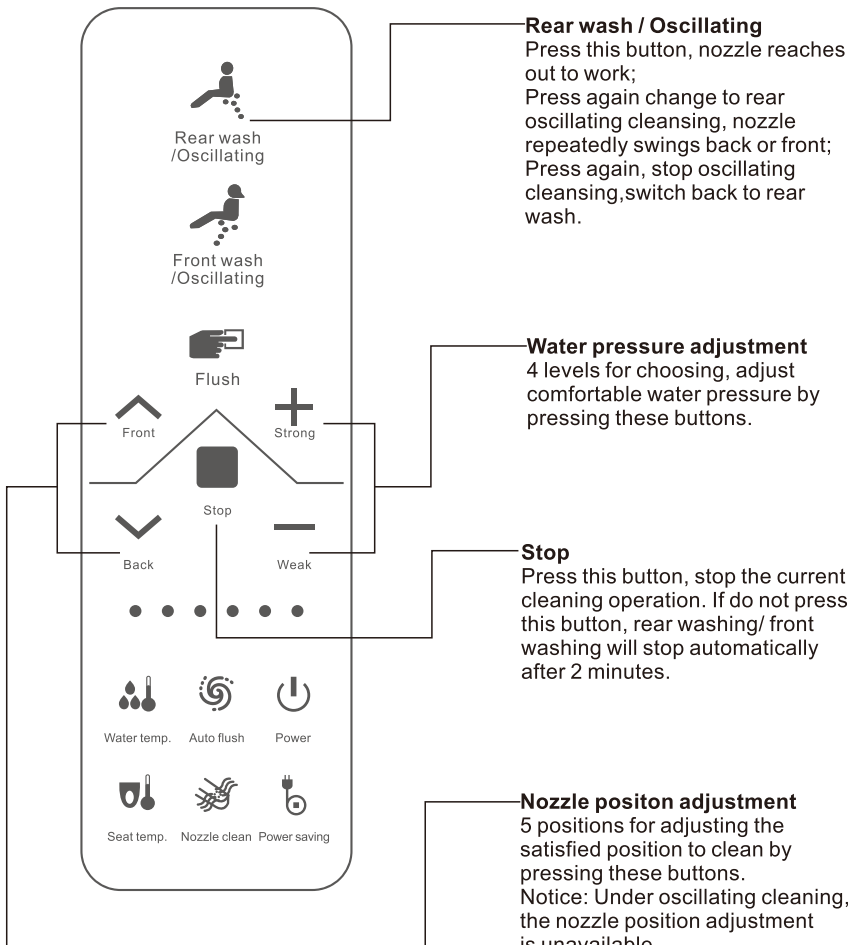 Rear wash
/Oscillating
Front wash
/Oscillating
Flush
Front
Strong
Stop
Back
Weak
Water temp.
Auto flush
Power
Seat temp.
Nozzle clean
Power saving
Rear wash / Oscillating
Press this button, nozzle reaches
out to work;
Press again change to rear
oscillating cleansing, nozzle
repeatedly swings back or front;
Press again, stop oscillating
cleansing,switch back to rear
wash.
Water pressure adjustment
4 levels for choosing, adjust
comfortable water pressure by
pressing these buttons.
Stop
Press this button, stop the current
cleaning operation. If do not press
this button, rear washing/ front
washing will stop automatically
after 2 minutes.
Nozzle positon adjustment
5 positions for adjusting the
satisfied position to clean by
pressing these buttons.
Notice: Under oscillating cleaning,
the nozzle position adjustment
is unavailable